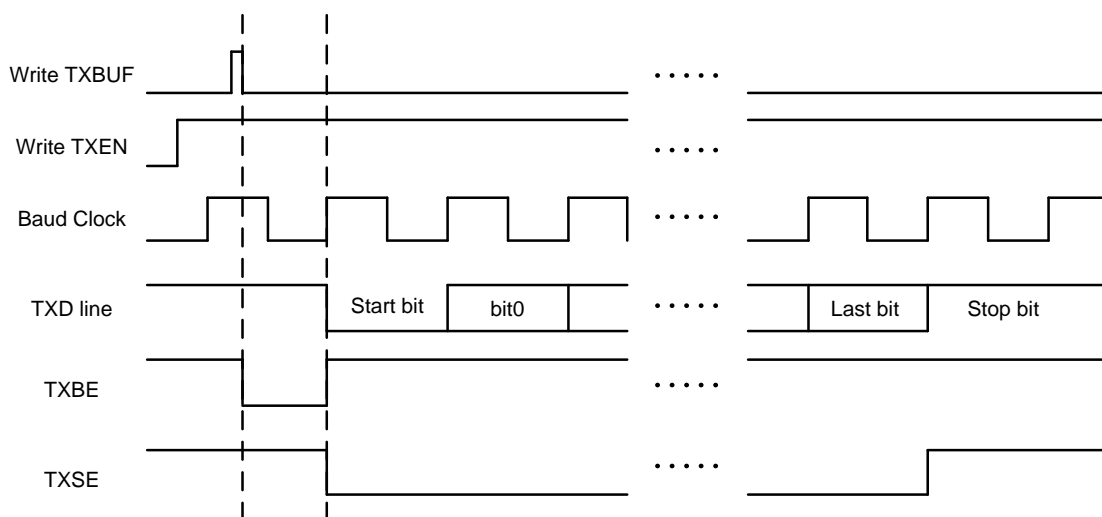 Write TXBUF
Write TXEN
Baud Clock
TXD line
Start bit
bit0
Last bit
Stop bit
TXBE
TXSE